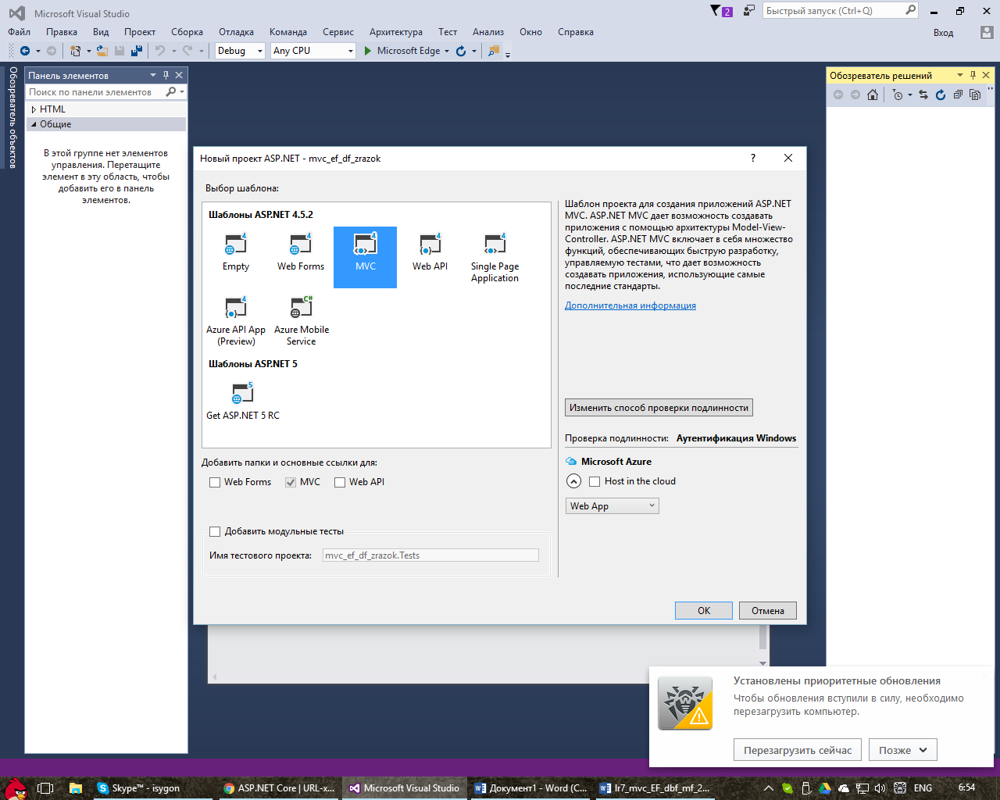 Microsoft Visual Studio
2
Быстрый запуск (Ctrl+Q)
Файл Правка Вид Проект Сборка Отладка Команда Сервис Архитектура Тест Анализ Окно Справка
Вход
Debug Any CPU Microsoft Edge
Обозреватель объектов
Панель элементов
Поиск по панели элементов
HTML
Общие
В этой группе нет элементов
управления. Перетащите
элемент в эту область, чтобы
добавить его в панель
элементов.
Обозреватель решений
Новый проект ASP.NET - mvc_ef_df_zrazok
?
Выбор шаблона:
Шаблоны ASP.NET 4.5.2
4 4 4 4 4
Empty Web Forms MVC Web API Single Page
Application
4 C#
Azure API App Azure Mobile
(Preview) Service
Шаблоны ASP.NET 5
5
Get ASP.NET 5 RC
Шаблон проекта для создания приложений ASP.NET
MVC. ASP.NET MVC дает возможность создавать
приложения с помощью архитектуры Model-View-
Controller. ASP.NET MVC включает в себя множество
функций, обеспечивающих быструю разработку,
управляемую тестами, что дает возможность
создавать приложения, использующие самые
последние стандарты.
Дополнительная информация
Изменить способ проверки подлинности
Проверка подлинности: Аутентификация Windows
Microsoft Azure
Host in the cloud
Web App
Добавить папки и основные ссылки для:
Web Forms MVC Web API
Добавить модульные тесты
Имя тестового проекта: mvc_ef_df_zrazok.Tests
OK Отмена
Установлены приоритетные обновления
Чтобы обновления вступили в силу, необходимо
перезагрузить компьютер.
Перезагрузить сейчас Позже
Skype™ - isygon ASP.NET Core | URL-x... Microsoft Visual Studio Документ1 - Word (С... lr7_mvc_EF_dbf_mf_2... ENG 6:54